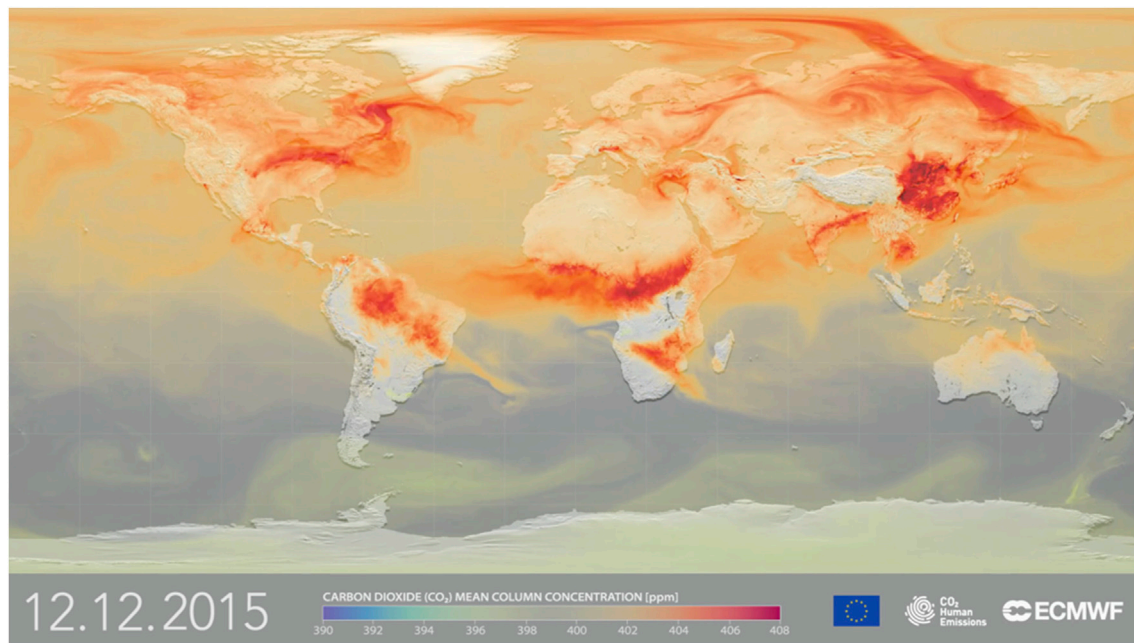 12.12.2015
CARBON DIOXIDE (CO₂) MEAN COLUMN CONCENTRATION [ppm]
390 392 394 396 398 400 402 404 406 408
CO₂
Human
Emissions
ECMWF